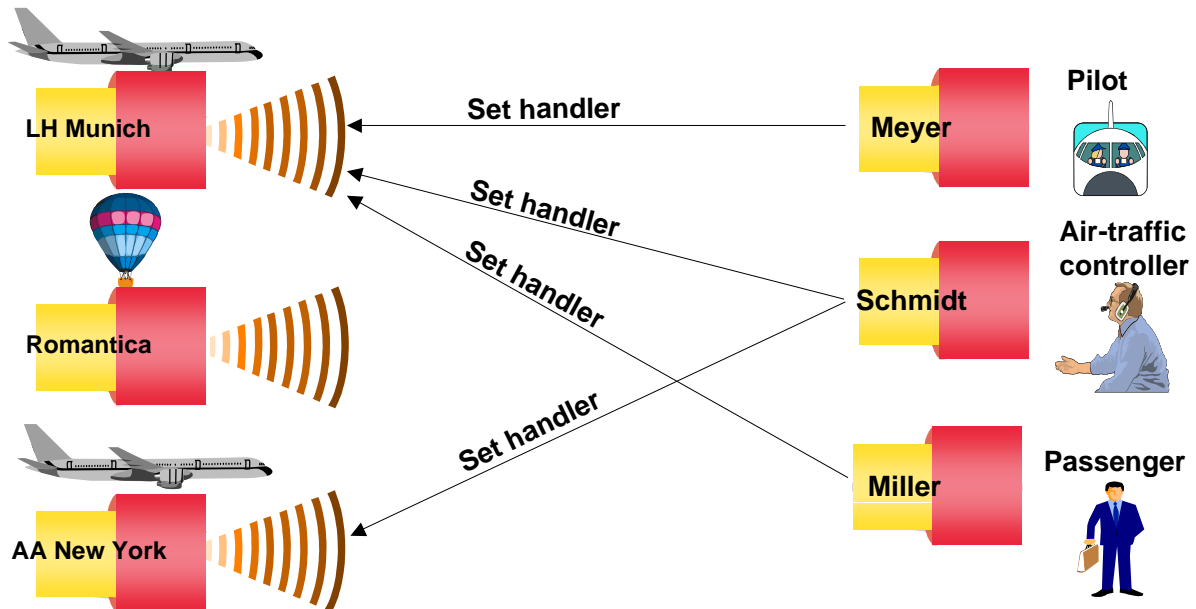 LH Munich
Set handler
Meyer
Pilot
Set handler
Set handler
Air-traffic
controller
Schmidt
Romantica
Set handler
Miller
Passenger
AA New York